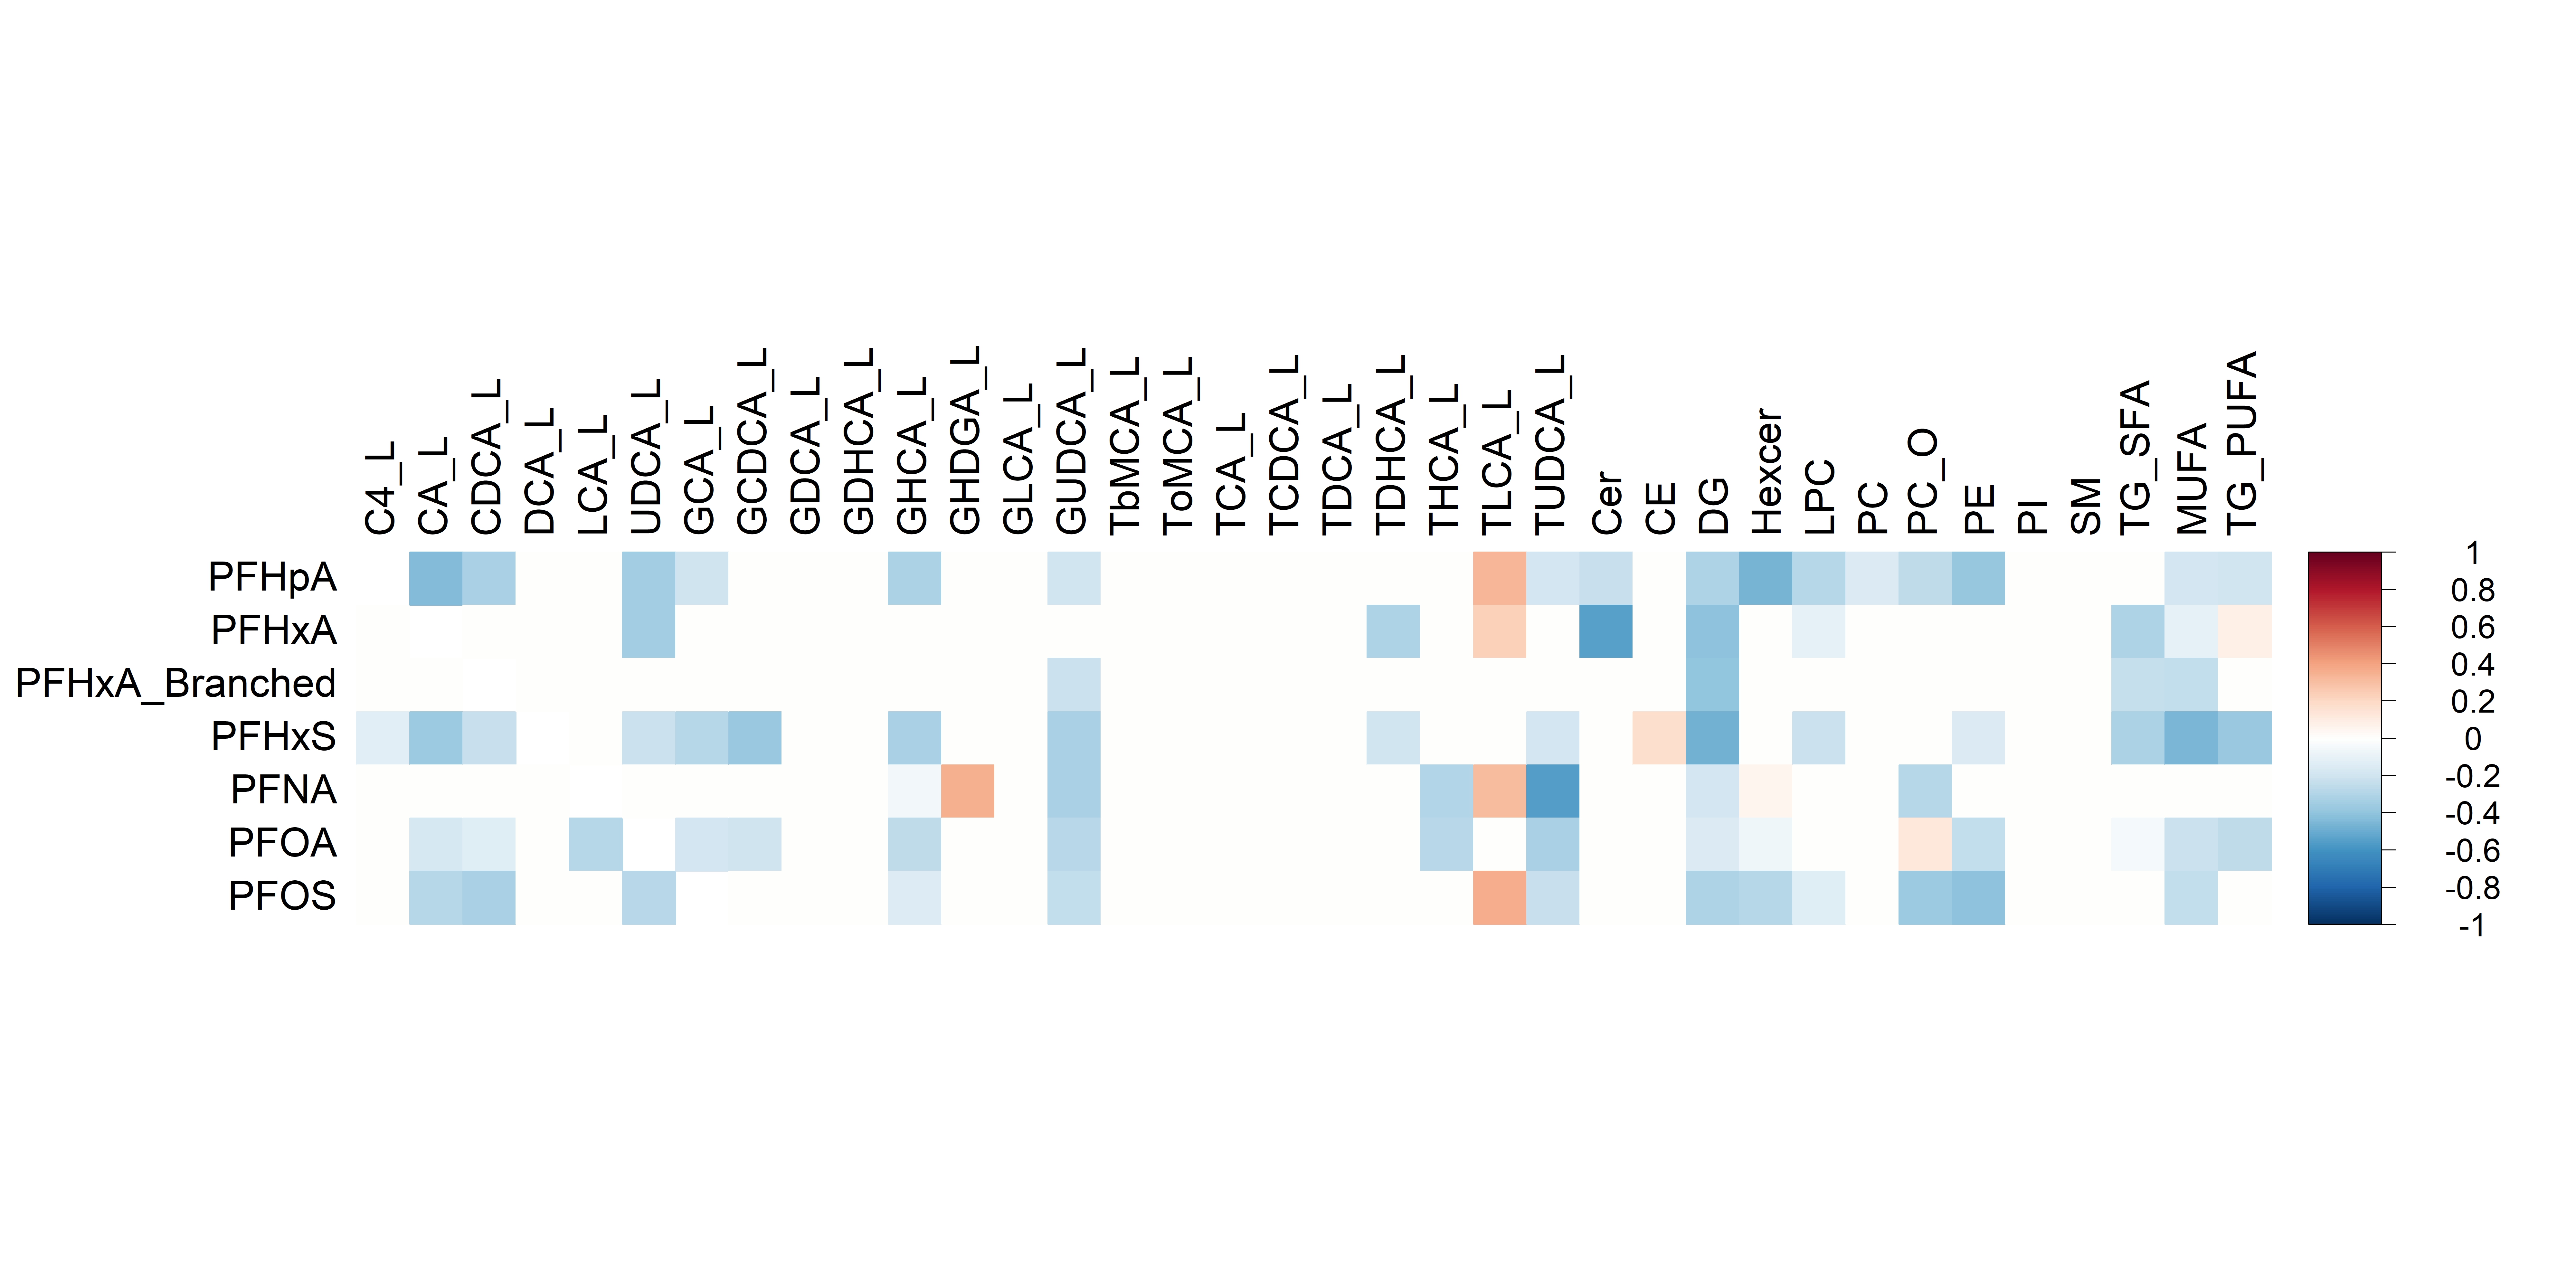 C4_L
CA_L
CDCA_L
DCA_L
LCA_L
UDCA_L
GCA_L
GCDCA_L
GDCA_L
GDHCA_L
GHCA_L
GHDGA_L
GLCA_L
GUDCA_L
TbMCA_L
ToMCA_L
TCA_L
TCDCA_L
TDCA_L
TDHCA_L
THCA_L
TLCA_L
TUDCA_L
Cer
CE
DG
Hexcer
LPC
PC
PC_O
PE
PI
SM
TG_SFA
MUFA
TG_PUFA
PFHpA
PFHxA
PFHxA_Branched
PFHxS
PFNA
PFOA
PFOS
1
0.8
0.6
0.4
0.2
0
-0.2
-0.4
-0.6
-0.8
-1